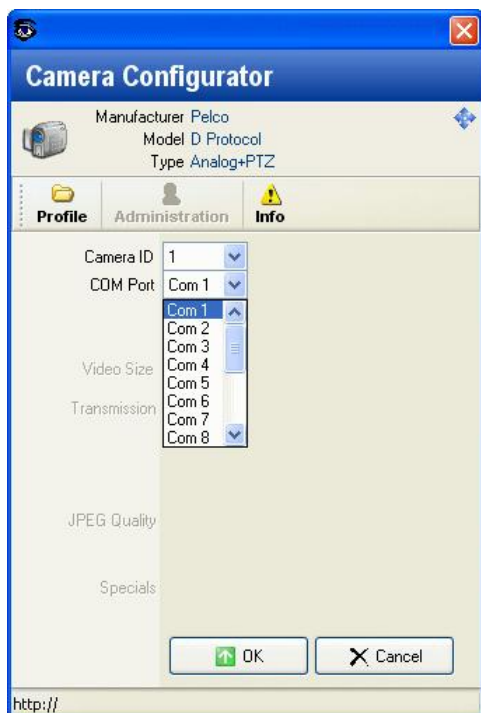 Camera Configurator
Manufacturer Pelco
Model D Protocol
Type Analog+PTZ
Profile Administration Info
Camera ID 1
COM Port Com 1
Com 1
Com 2
Com 3
Video Size Com 4
Com 5
Transmission Com 6
Com 7
Com 8
JPEG Quality
Specials
OK Cancel
http://